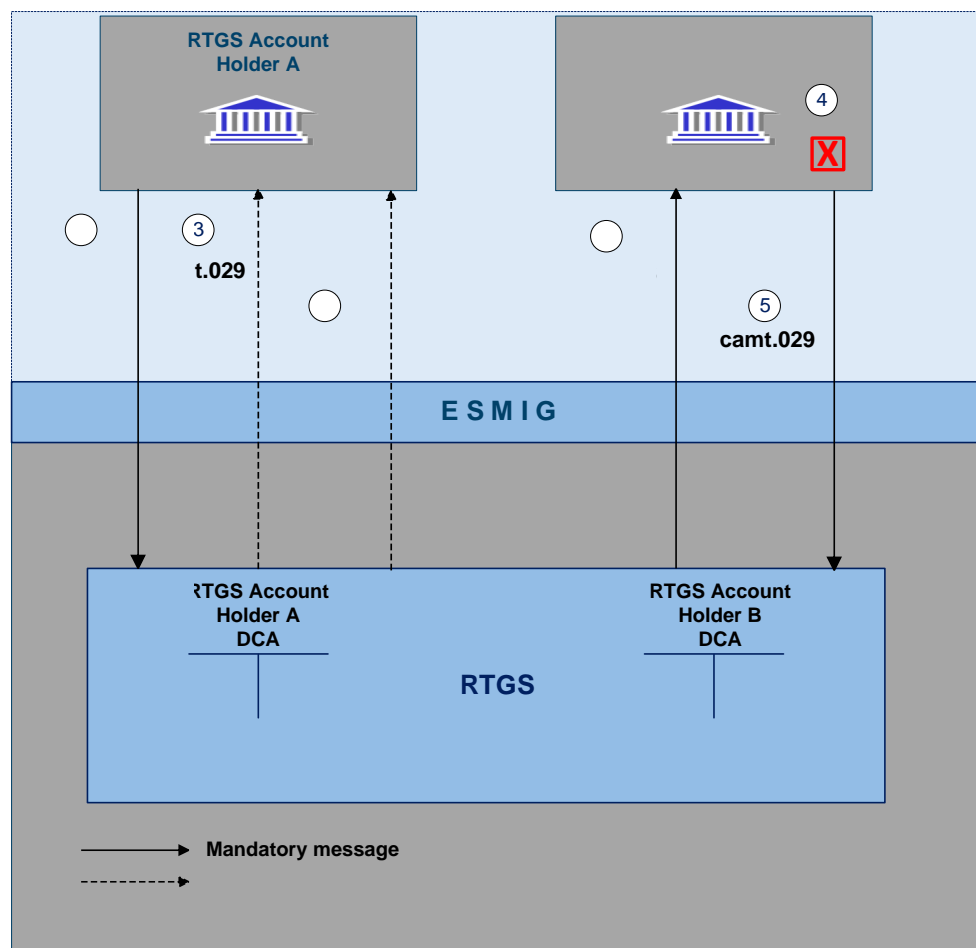 RTGS Account
Holder A
4
X
3
t.029
5
camt.029
E S M I G
RTGS Account
Holder A
DCA
RTGS Account
Holder B
DCA
RTGS
Mandatory message